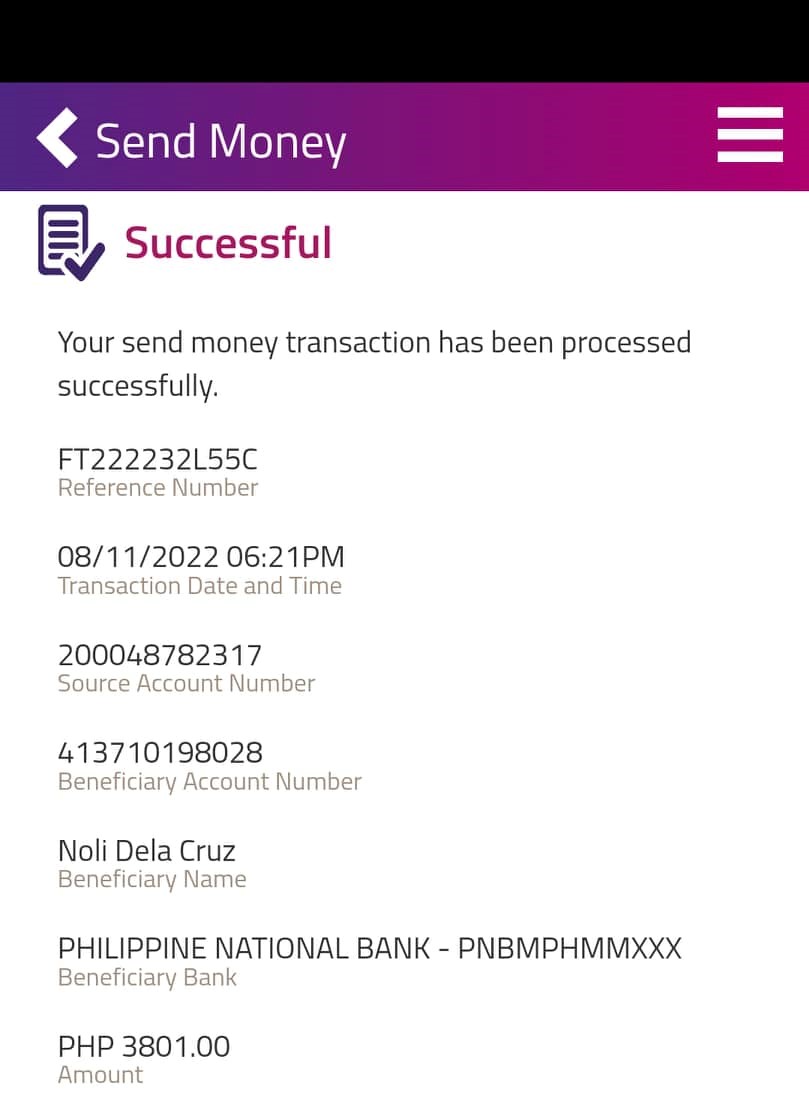 Send Money
Successful
Your send money transaction has been processed
successfully.
FT222232L55C
Reference Number
08/11/2022 06:21PM
Transaction Date and Time
200048782317
Source Account Number
413710198028
Beneficiary Account Number
Noli Dela Cruz
Beneficiary Name
PHILIPPINE NATIONAL BANK - PNBMPHMMXXX
Beneficiary Bank
PHP 3801.00
Amount